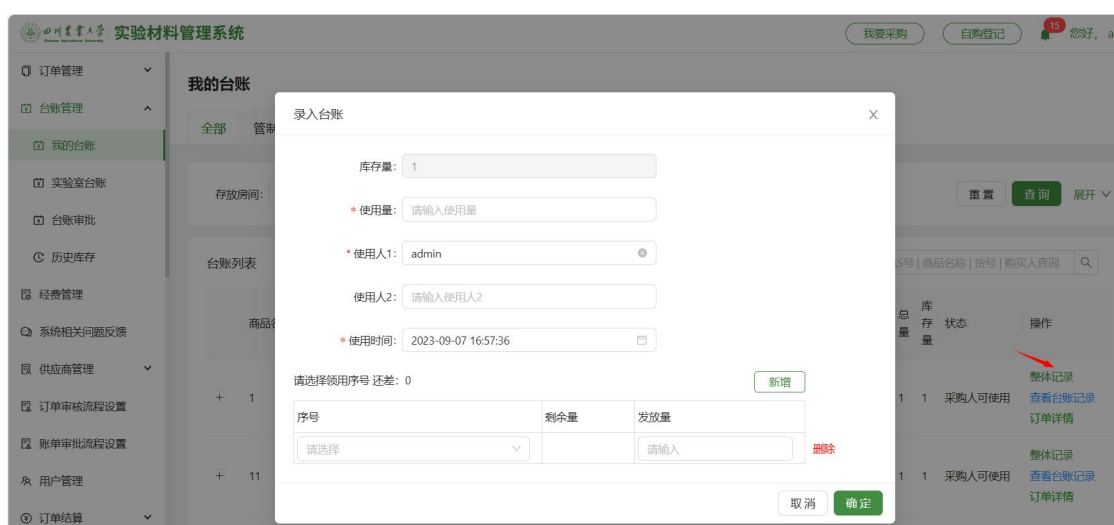 四川农业大学 实验材料管理系统
我要采购
自购登记
15
您好, a
订单管理
台账管理
我的台账
实验室台账
台账审批
历史库存
经费管理
系统相关问题反馈
供应商管理
订单审核流程设置
账单审批流程设置
用户管理
订单结算
我的台账
全部
管制
存放房间:
重置
查询
展开
台账列表
S号 | 商品名称 | 货号 | 购买人查询
商品名
总量
库存量
状态
操作
+ 1
1 1 采购人可使用
整体记录
查看台账记录
订单详情
+ 11
1 1 采购人可使用
整体记录
查看台账记录
订单详情
录入台账
库存量: 1
* 使用量: 请输入使用量
* 使用人1: admin
使用人2: 请输入使用人2
* 使用时间: 2023-09-07 16:57:36
请选择领用序号 还差: 0
新增
序号 剩余量 发放量
请选择 请输入 删除
取消
确定